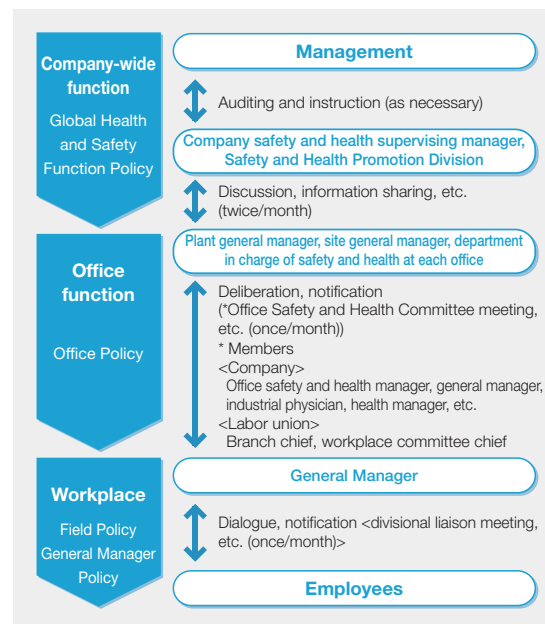 Company-wide
function
Global Health
and Safety
Function Policy
Management
Auditing and instruction (as necessary)
Company safety and health supervising manager,
Safety and Health Promotion Division
Discussion, information sharing, etc.
(twice/month)
Office
function
Office Policy
Plant general manager, site general manager, department
in charge of safety and health at each office
Deliberation, notification
(*Office Safety and Health Committee meeting,
etc. (once/month))
* Members
<Company>
Office safety and health manager, general manager,
industrial physician, health manager, etc.
<Labor union>
Branch chief, workplace committee chief
Workplace
Field Policy
General Manager
Policy
General Manager
Dialogue, notification <divisional liaison meeting,
etc. (once/month)>
Employees